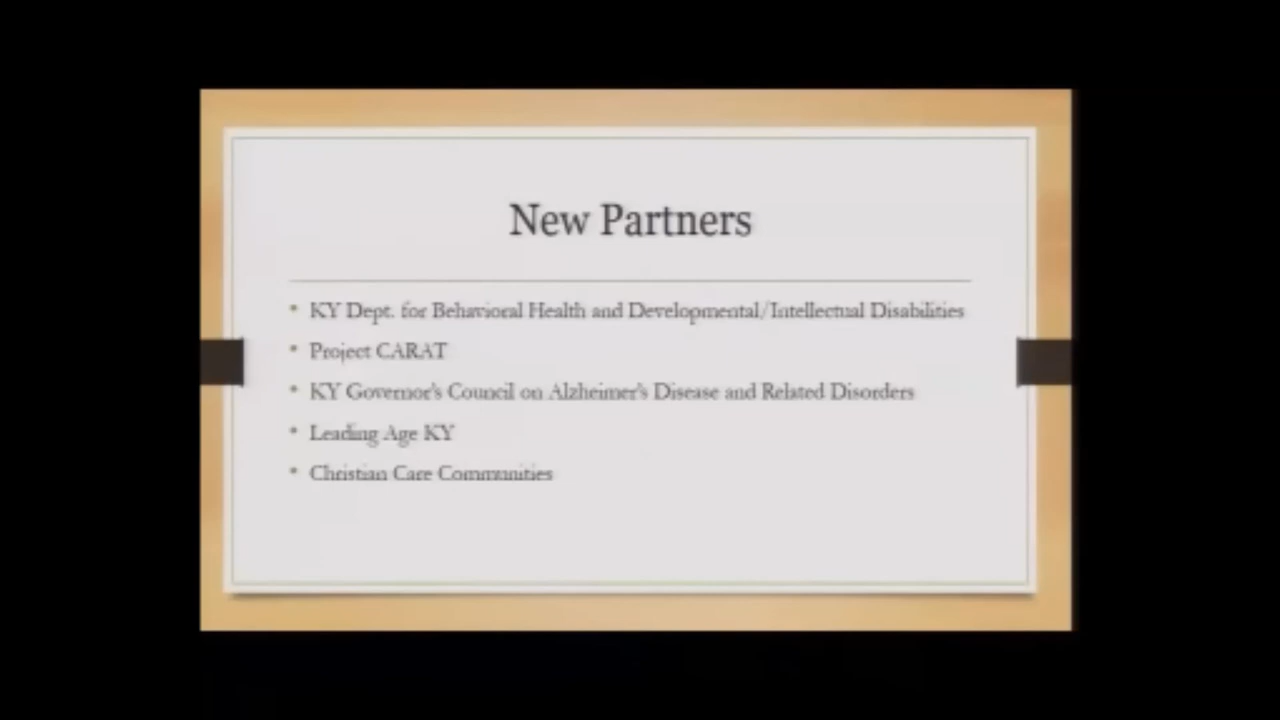 New Partners
• KY Dept. for Behavioral Health and Developmental/Intellectual Disabilities
• Project CARAT
• KY Governor's Council on Alzheimer's Disease and Related Disorders
• Leading Age KY
• Christian Care Communities